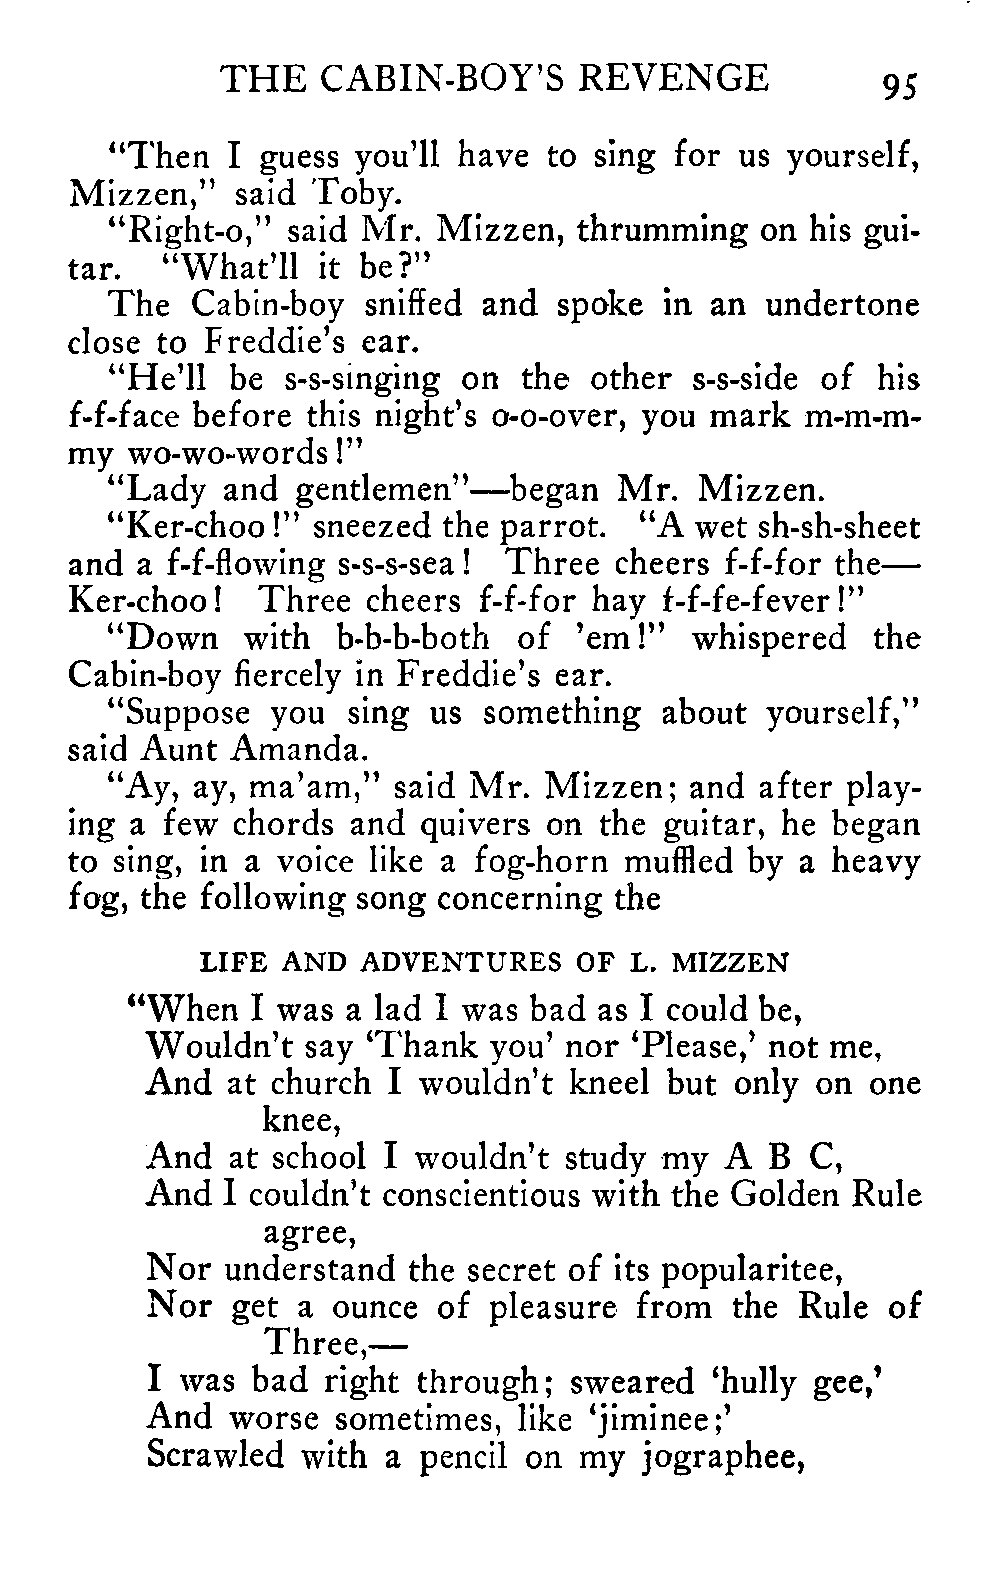 THE CABIN-BOY'S REVENGE 95
"Then I guess you'll have to sing for us yourself,
Mizzen," said Toby.
"Right-o," said Mr. Mizzen, thrumming on his gui-
tar. "What'll it be?"
The Cabin-boy sniffed and spoke in an undertone
close to Freddie's ear.
"He'll be s-s-singing on the other s-s-side of his
f-f-face before this night's o-o-over, you mark m-m-m-
my wo-wo-words!"
"Lady and gentlemen"—began Mr. Mizzen.
"Ker-choo!" sneezed the parrot. "A wet sh-sh-sheet
and a f-f-flowing s-s-s-sea! Three cheers f-f-for the—
Ker-choo! Three cheers f-f-for hay f-f-fe-fever!"
"Down with b-b-b-both of 'em!" whispered the
Cabin-boy fiercely in Freddie's ear.
"Suppose you sing us something about yourself,"
said Aunt Amanda.
"Ay, ay, ma'am," said Mr. Mizzen; and after play-
ing a few chords and quivers on the guitar, he began
to sing, in a voice like a fog-horn muffled by a heavy
fog, the following song concerning the
LIFE AND ADVENTURES OF L. MIZZEN
"When I was a lad I was bad as I could be,
Wouldn't say 'Thank you' nor 'Please,' not me,
And at church I wouldn't kneel but only on one
knee,
And at school I wouldn't study my A B C,
And I couldn't conscientious with the Golden Rule
agree,
Nor understand the secret of its popularitee,
Nor get a ounce of pleasure from the Rule of
Three,—
I was bad right through; sweared 'hully gee,'
And worse sometimes, like 'jiminee;'
Scrawled with a pencil on my jographee,